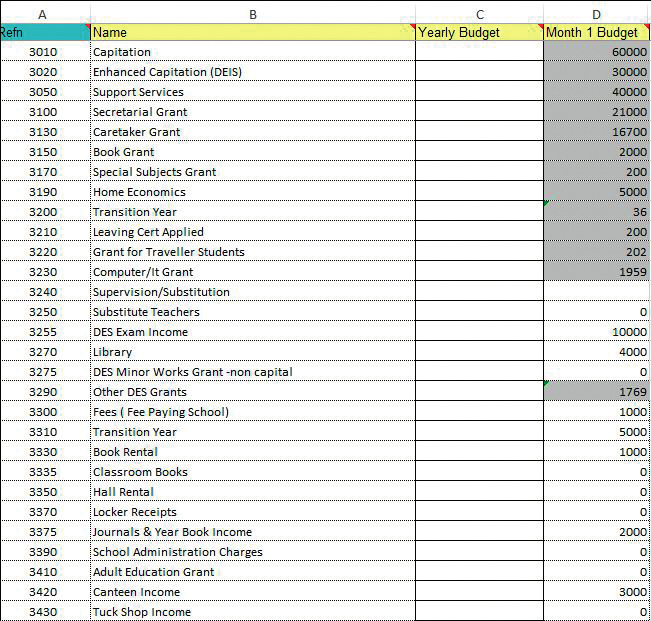 A B C D
Refn Name Yearly Budget Month 1 Budget
3010 Capitation 60000
3020 Enhanced Capitation (DEIS) 30000
3050 Support Services 40000
3100 Secretarial Grant 21000
3130 Caretaker Grant 16700
3150 Book Grant 2000
3170 Special Subjects Grant 200
3190 Home Economics 5000
3200 Transition Year 36
3210 Leaving Cert Applied 200
3220 Grant for Traveller Students 202
3230 Computer/It Grant 1959
3240 Supervision/Substitution
3250 Substitute Teachers 0
3255 DES Exam Income 10000
3270 Library 4000
3275 DES Minor Works Grant -non capital 0
3290 Other DES Grants 1769
3300 Fees ( Fee Paying School) 1000
3310 Transition Year 5000
3330 Book Rental 1000
3335 Classroom Books 0
3350 Hall Rental 0
3370 Locker Receipts 0
3375 Journals & Year Book Income 2000
3390 School Administration Charges 0
3410 Adult Education Grant 0
3420 Canteen Income 3000
3430 Tuck Shop Income 0